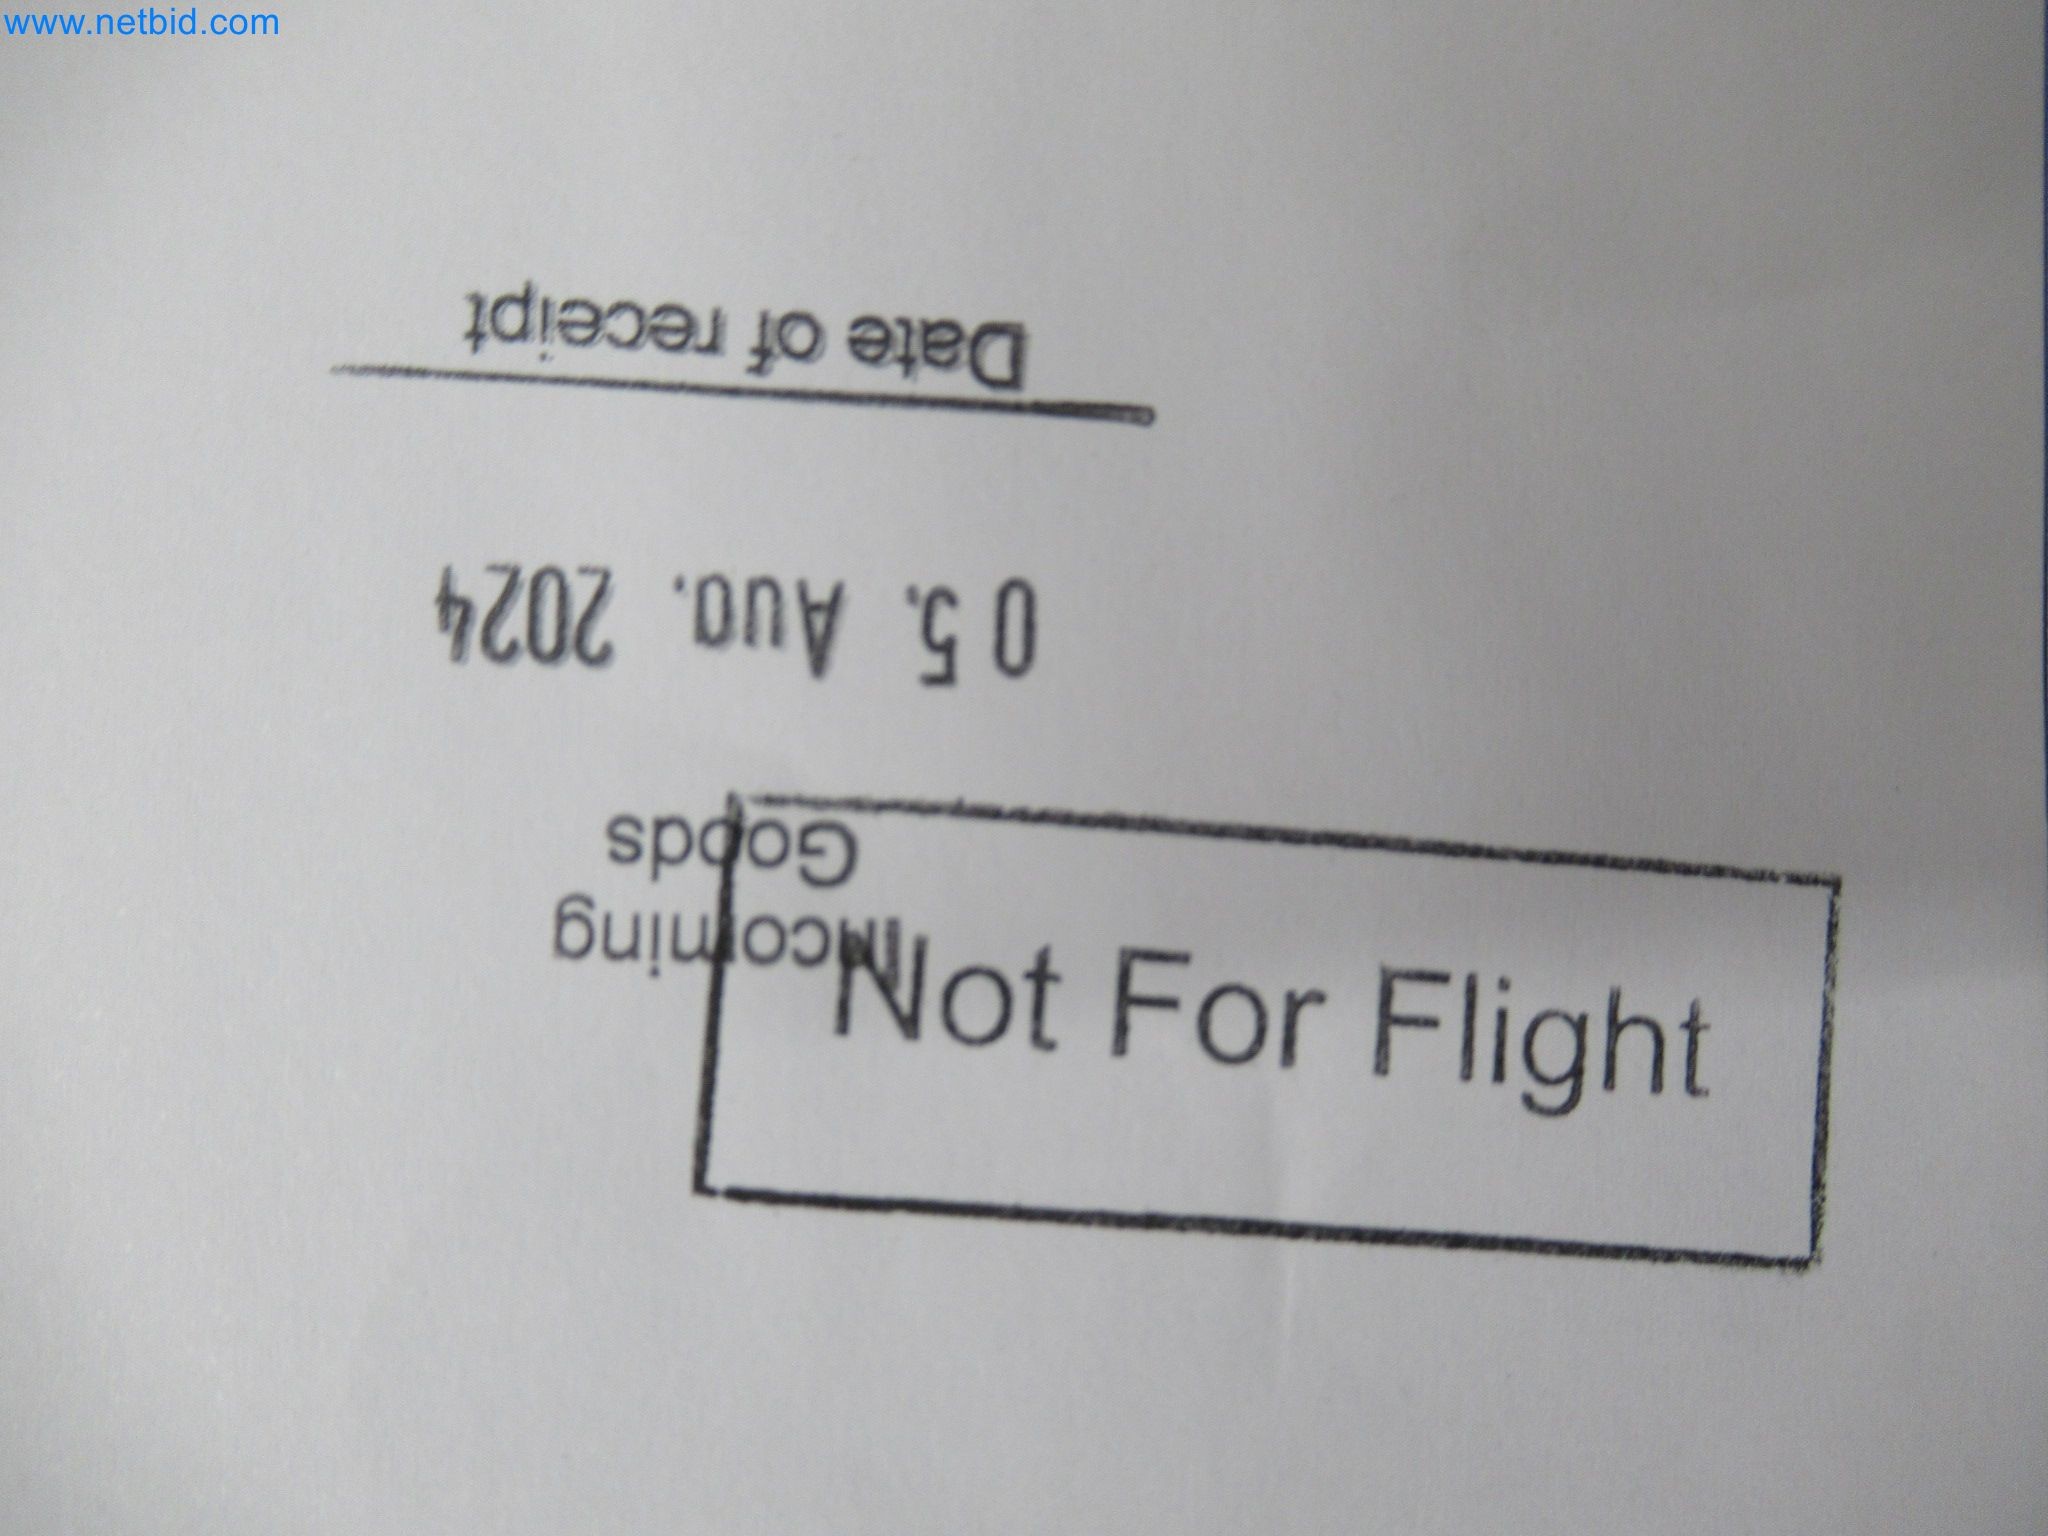 www.netbid.com
Incoming
Goods
0 5. Aug. 2024
Date of receipt
Not For Flight